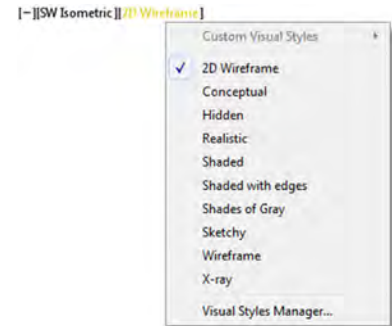 [−][SW Isometric][2D Wireframe]
Custom Visual Styles
2D Wireframe
Conceptual
Hidden
Realistic
Shaded
Shaded with edges
Shades of Gray
Sketchy
Wireframe
X-ray
Visual Styles Manager...